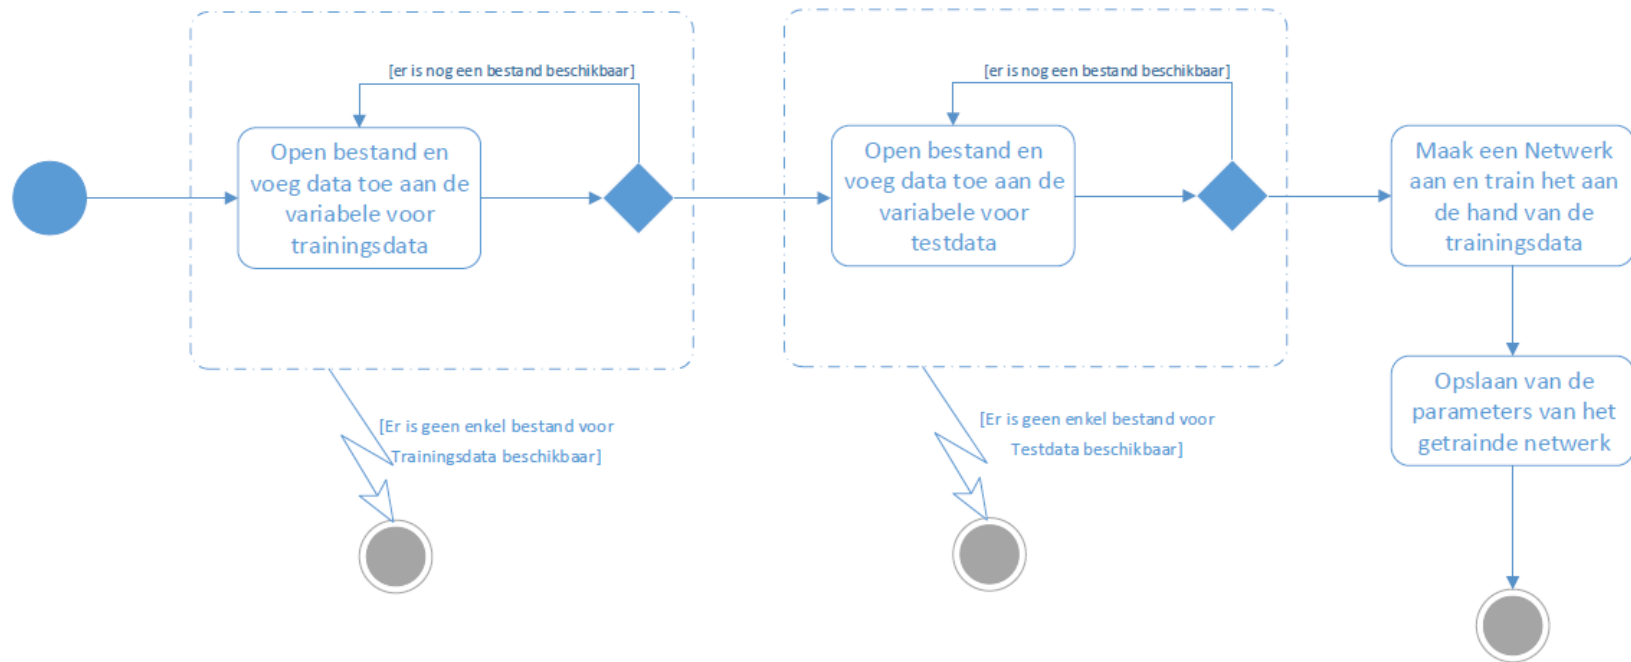 [er is nog een bestand beschikbaar]
Open bestand en
voeg data toe aan de
variabele voor
trainingsdata
[Er is geen enkel bestand voor
Trainingsdata beschikbaar]
[er is nog een bestand beschikbaar]
Open bestand en
voeg data toe aan de
variabele voor
testdata
[Er is geen enkel bestand voor
Testdata beschikbaar]
Maak een Netwerk
aan en train het aan
de hand van de
trainingsdata
Opslaan van de
parameters van het
getrainde netwerk